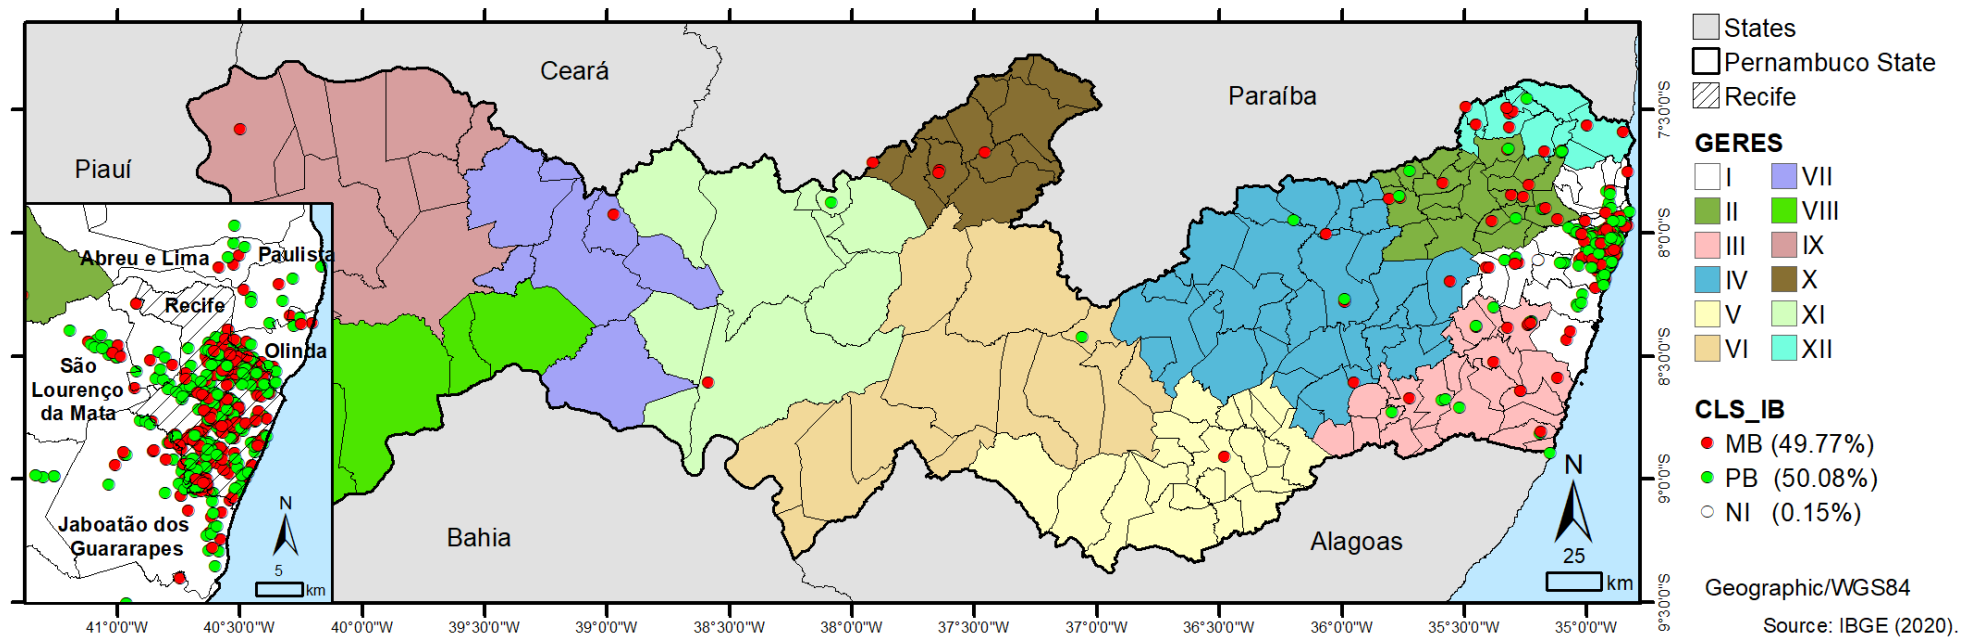 Ceará
Paraíba
Piauí
Bahia
Alagoas
N
25
km
Abreu e Lima
Paulista
Recife
Olinda
São
Lourenço
da Mata
Jaboatão dos
Guararapes
N
5
km
41°0'0"W
40°30'0"W
40°0'0"W
39°30'0"W
39°0'0"W
38°30'0"W
38°0'0"W
37°30'0"W
37°0'0"W
36°30'0"W
36°0'0"W
35°30'0"W
35°0'0"W
7°30'0"S
8°0'0"S
8°30'0"S
9°0'0"S
9°30'0"S
States
Pernambuco State
Recife
GERES
I VII
II VIII
III IX
IV X
V XI
VI XII
CLS_IB
MB (49.77%)
PB (50.08%)
NI (0.15%)
Geographic/WGS84
Source: IBGE (2020).